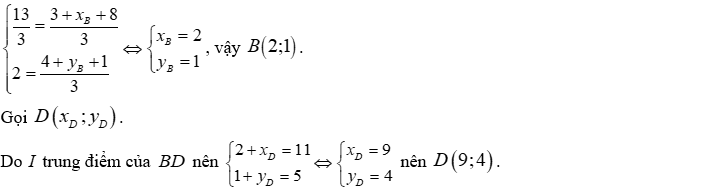 $\begin{cases} \dfrac{13}{3} = \dfrac{3 + x_B + 8}{3} \\ 2 = \dfrac{4 + y_B + 1}{3} \end{cases} \Leftrightarrow \begin{cases} x_B = 2 \\ y_B = 1 \end{cases}$, vậy $B(2;1)$.
Gọi $D(x_D; y_D)$.
Do $I$ trung điểm của $BD$ nên $\begin{cases} 2 + x_D = 11 \\ 1 + y_D = 5 \end{cases} \Leftrightarrow \begin{cases} x_D = 9 \\ y_D = 4 \end{cases}$ nên $D(9;4)$.